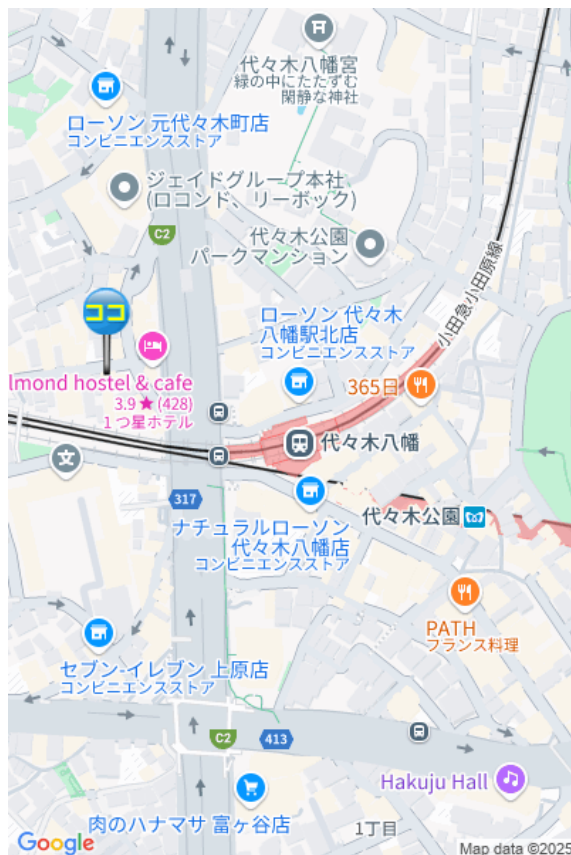 代々木八幡宮
緑の中にたたずむ
閑静な神社
ローソン 元代々木町店
コンビニエンスストア
ジェイドグループ本社
(ロコンド、リーボック)
C2
代々木公園
パークマンション
小田急小田原線
ココ
ローソン 代々木
八幡駅北店
コンビニエンスストア
lmond hostel & cafe
3.9 ★ (428)
1 つ星ホテル
365日
代々木八幡
文
317
代々木公園
ナチュラルローソン
代々木八幡店
コンビニエンスストア
PATH
フランス料理
セブン-イレブン 上原店
コンビニエンスストア
C2
413
Hakuju Hall
肉のハナマサ 富ヶ谷店
1丁目
Google
Map data ©2025